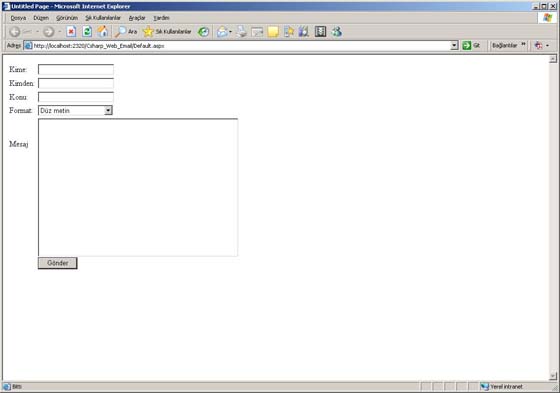 Untitled Page - Microsoft Internet Explorer
Dosya Düzen Görünüm Sık Kullanılanlar Araçlar Yardım
Geri Ara Sık Kullanılanlar
Adres http://localhost:2320/Csharp_Web_Email/Default.aspx Git Bağlantılar »
Kime:
Kimden:
Konu:
Format: Düz metin
Mesaj
Gönder
Bitti Yerel intranet